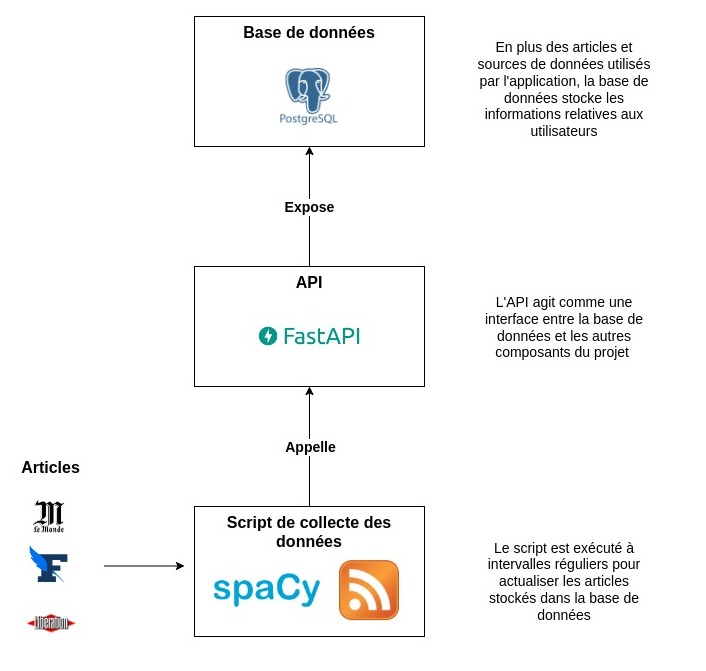 Base de données
PostgreSQL
En plus des articles et
sources de données utilisés
par l'application, la base de
données stocke les
informations relatives aux
utilisateurs
Expose
API
FastAPI
L'API agit comme une
interface entre la base de
données et les autres
composants du projet
Appelle
Articles
M
Le Monde
F
Libération
Script de collecte des
données
spaCy
Le script est exécuté à
intervalles réguliers pour
actualiser les articles
stockés dans la base de
données